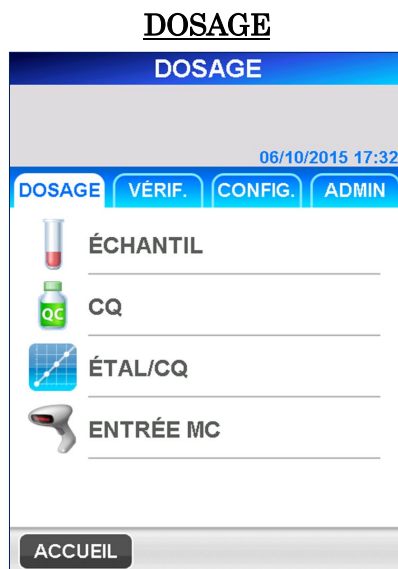 DOSAGE
DOSAGE
06/10/2015 17:32
DOSAGE VÉRIF. CONFIG. ADMIN
ÉCHANTIL
QC CQ
ÉTAL/CQ
ENTRÉE MC
ACCUEIL